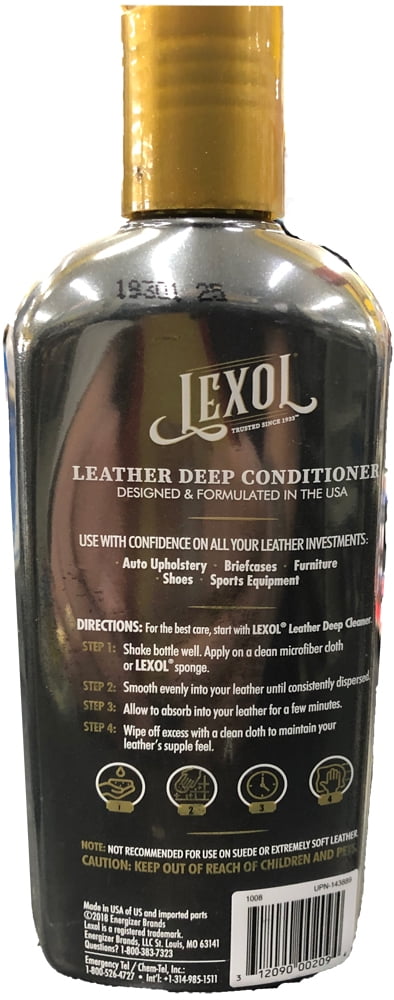 19301 25
LEXOL
TRUSTED SINCE 1933™
LEATHER DEEP CONDITIONER
DESIGNED & FORMULATED IN THE USA
USE WITH CONFIDENCE ON ALL YOUR LEATHER INVESTMENTS:
· Auto Upholstery · Briefcases · Furniture
· Shoes · Sports Equipment
DIRECTIONS: For the best care, start with LEXOL® Leather Deep Cleaner.
STEP 1: Shake bottle well. Apply on a clean microfiber cloth
or LEXOL® sponge.
STEP 2: Smooth evenly into your leather until consistently dispersed.
STEP 3: Allow to absorb into your leather for a few minutes.
STEP 4: Wipe off excess with a clean cloth to maintain your
leather's supple feel.
1 2 3 4
NOTE: NOT RECOMMENDED FOR USE ON SUEDE OR EXTREMELY SOFT LEATHER.
CAUTION: KEEP OUT OF REACH OF CHILDREN AND PETS.
Made in USA of US and imported parts
©2018 Energizer Brands
Lexol is a registered trademark.
Energizer Brands, LLC St. Louis, MO 63141
Questions? 1-800-383-7323
Emergency Tel / Chem-Tel, Inc.:
1-800-526-4727 • Int'l: +1-314-985-1511
1008 UPN-143889
3 12090 00209